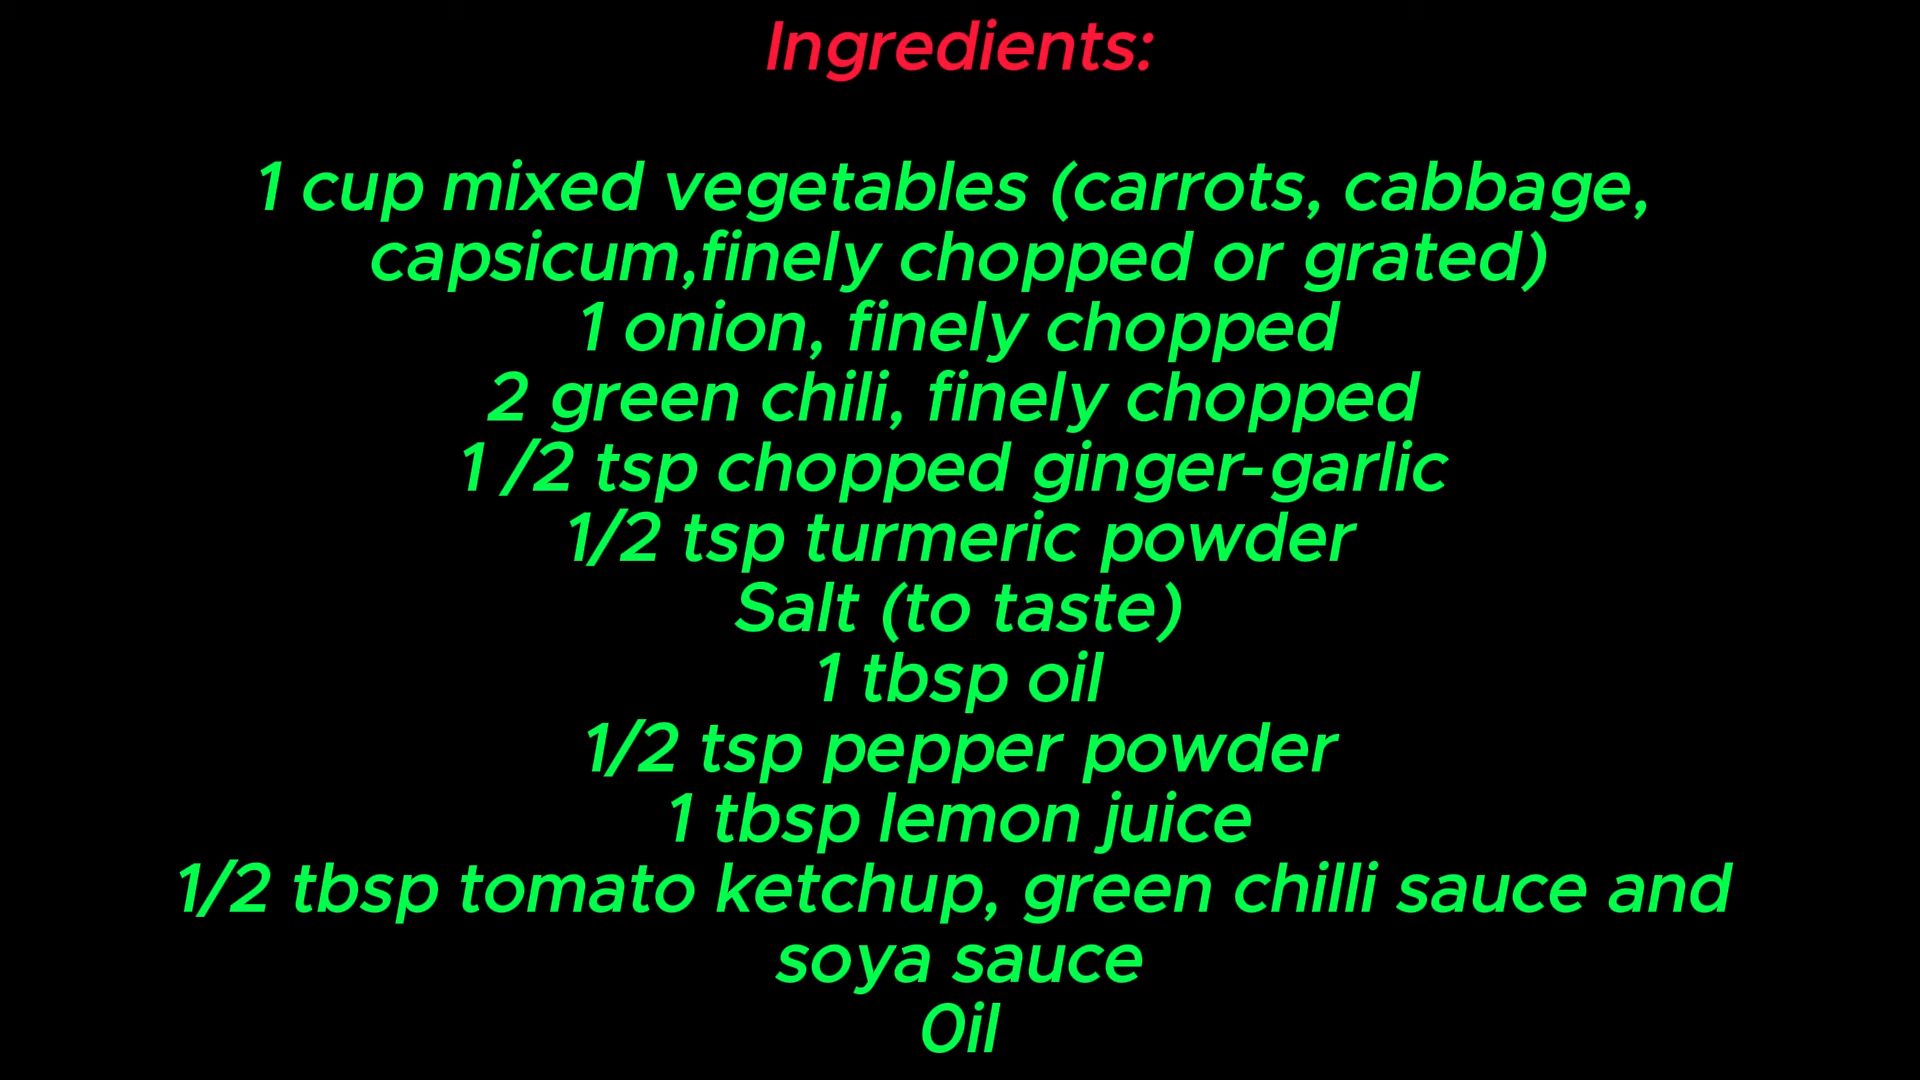 Ingredients:
1 cup mixed vegetables (carrots, cabbage,
capsicum,finely chopped or grated)
1 onion, finely chopped
2 green chili, finely chopped
1 /2 tsp chopped ginger-garlic
1/2 tsp turmeric powder
Salt (to taste)
1 tbsp oil
1/2 tsp pepper powder
1 tbsp lemon juice
1/2 tbsp tomato ketchup, green chilli sauce and
soya sauce
Oil